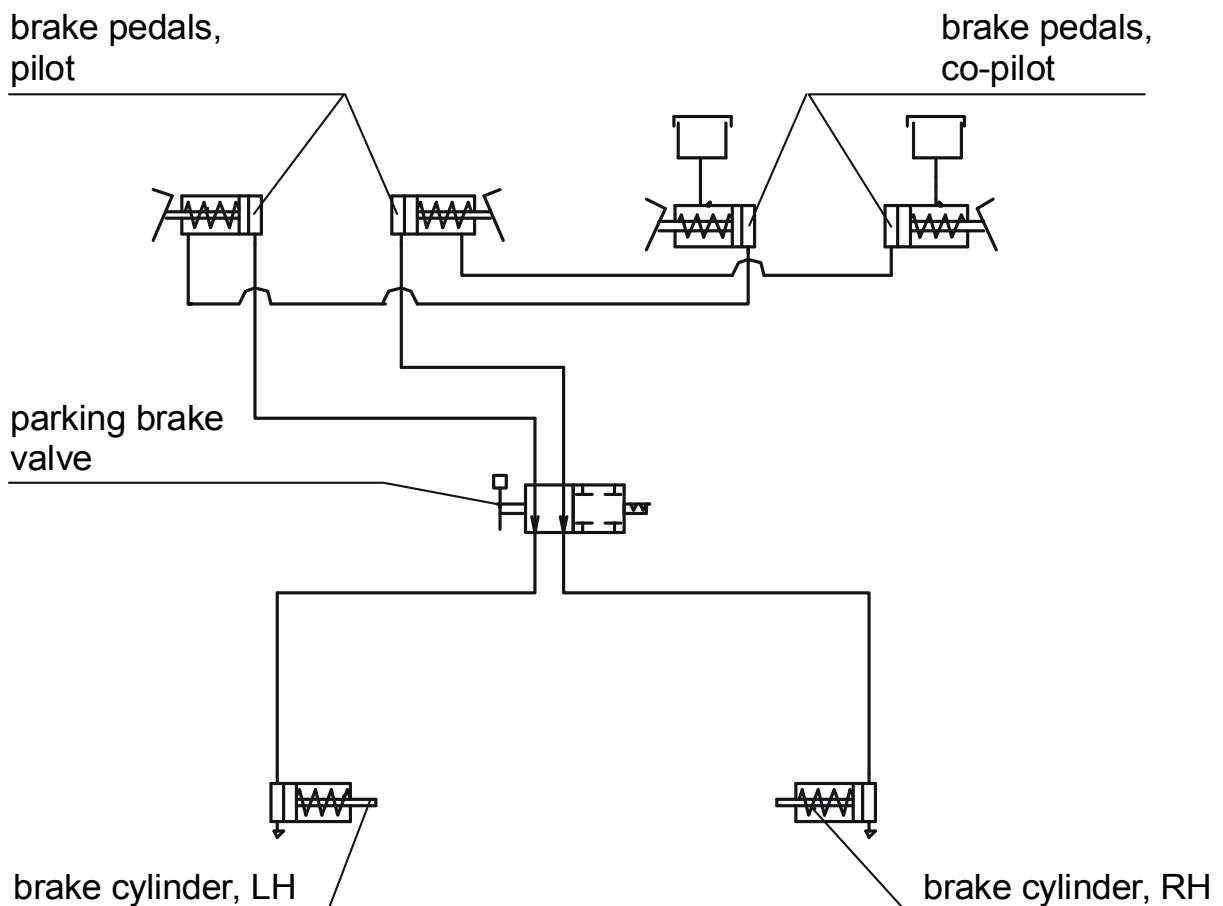 brake pedals,
pilot
brake pedals,
co-pilot
parking brake
valve
brake cylinder, LH
brake cylinder, RH